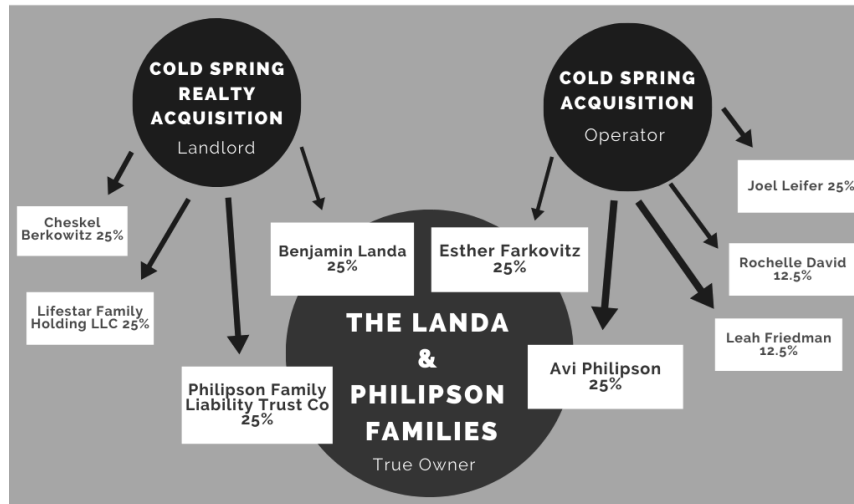 COLD SPRING
REALTY
ACQUISITION
Landlord
COLD SPRING
ACQUISITION
Operator
Cheskel
Berkowitz 25%
Lifestar Family
Holding LLC 25%
Philipson Family
Liability Trust Co
25%
Benjamin Landa
25%
Esther Farkovitz
25%
Avi Philipson
25%
Joel Leifer 25%
Rochelle David
12.5%
Leah Friedman
12.5%
THE LANDA
&
PHILIPSON
FAMILIES
True Owner